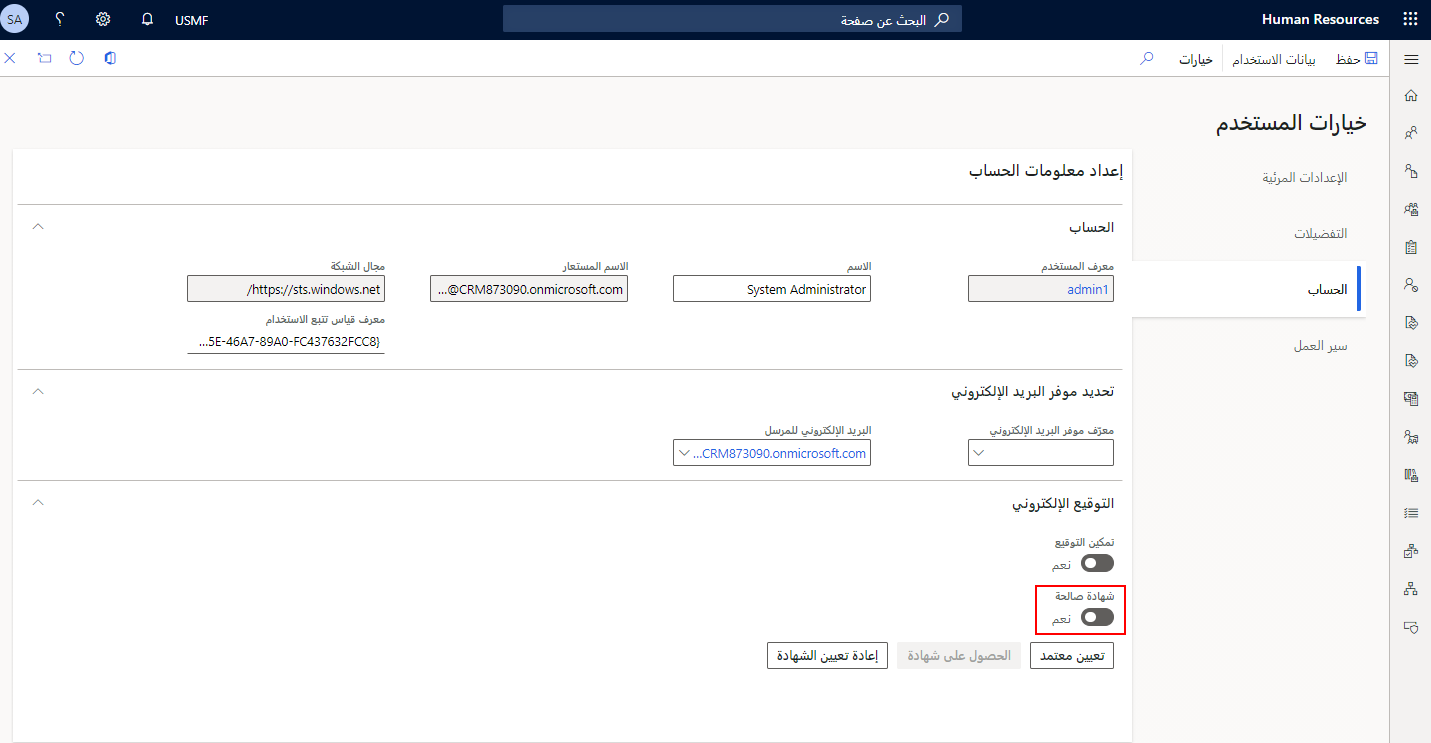 Human Resources
البحث عن صفحة
USMF
؟
SA
حفظ
بيانات الاستخدام
خيارات
خيارات المستخدم
الإعدادات المرئية
التفضيلات
الحساب
سير العمل
إعداد معلومات الحساب
الحساب
معرف المستخدم
admin1
الاسم
System Administrator
الاسم المستعار
...@CRM873090.onmicrosoft.com
مجال الشبكة
/https://sts.windows.net
معرف قياس تتبع الاستخدام
...5E-46A7-89A0-FC437632FCC8}
تحديد موفر البريد الإلكتروني
معرّف موفر البريد الإلكتروني
البريد الإلكتروني للمرسل
...CRM873090.onmicrosoft.com
التوقيع الإلكتروني
تمكين التوقيع
نعم
شهادة صالحة
نعم
تعيين معتمد
الحصول على شهادة
إعادة تعيين الشهادة